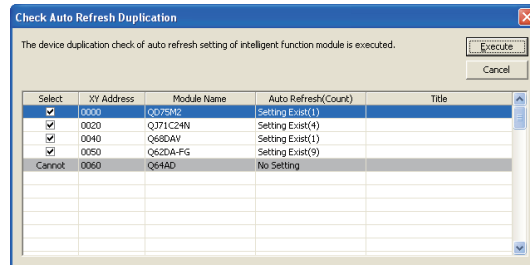 Check Auto Refresh Duplication
The device duplication check of auto refresh setting of intelligent function module is executed.
Execute
Cancel
Select XY Address Module Name Auto Refresh(Count) Title
0000 QD75M2 Setting Exist(1)
0020 QJ71C24N Setting Exist(4)
0040 Q68DAV Setting Exist(1)
0050 Q62DA-FG Setting Exist(9)
Cannot 0060 Q64AD No Setting